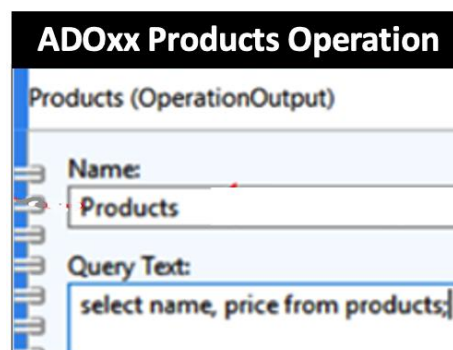 ADOxx Products Operation
Products (OperationOutput)
Name:
Products
Query Text:
select name, price from products;